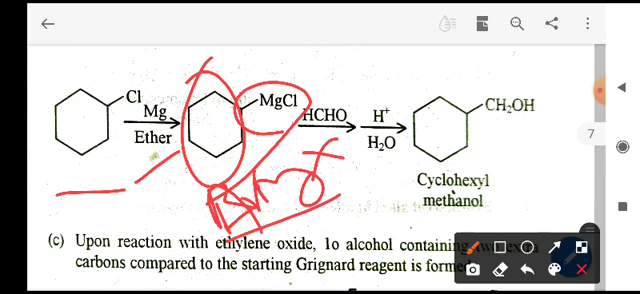 Cl
Mg
Ether
MgCl
HCHO
H⁺
H₂O
CH₂OH
7
Cyclohexyl
methanol
(c) Upon reaction with ethylene oxide, 1o alcohol containing
carbons compared to the starting Grignard reagent is forme